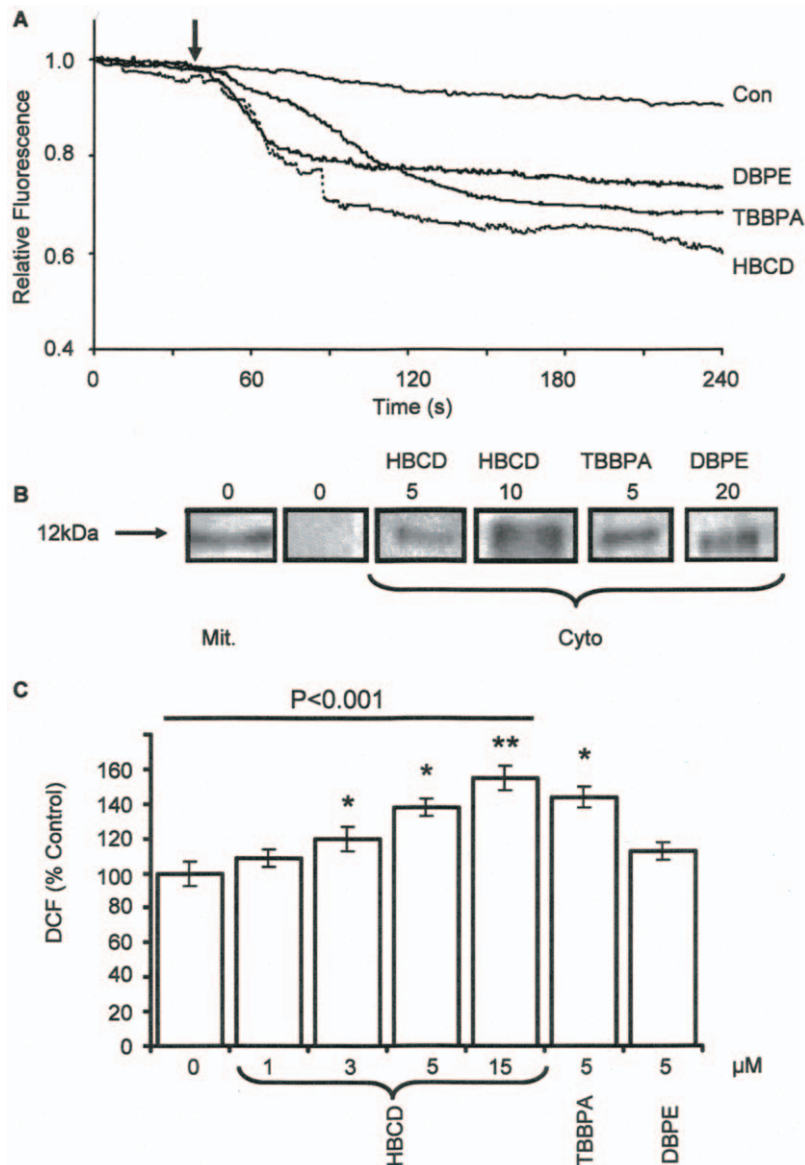 A
Relative Fluorescence
1.0
0.8
0.6
0.4
Con
DBPE
TBBPA
HBCD
0 60 120 180 240
Time (s)
B
HBCD HBCD TBBPA DBPE
0 0 5 10 5 20
12kDa
Mit. Cyto
C
P<0.001
DCF (% Control)
160
140
120
100
80
60
40
20
0
* * ** *
0 1 3 5 15 5 5 µM
HBCD
TBBPA
DBPE